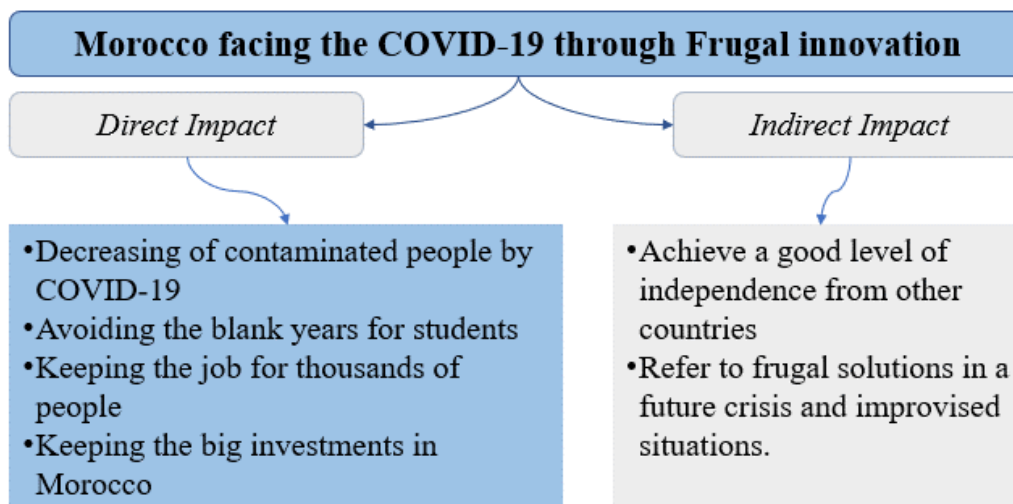 Morocco facing the COVID-19 through Frugal innovation
Direct Impact
Indirect Impact
•Decreasing of contaminated people by
COVID-19
•Avoiding the blank years for students
•Keeping the job for thousands of
people
•Keeping the big investments in
Morocco
•Achieve a good level of
independence from other
countries
•Refer to frugal solutions in a
future crisis and improvised
situations.